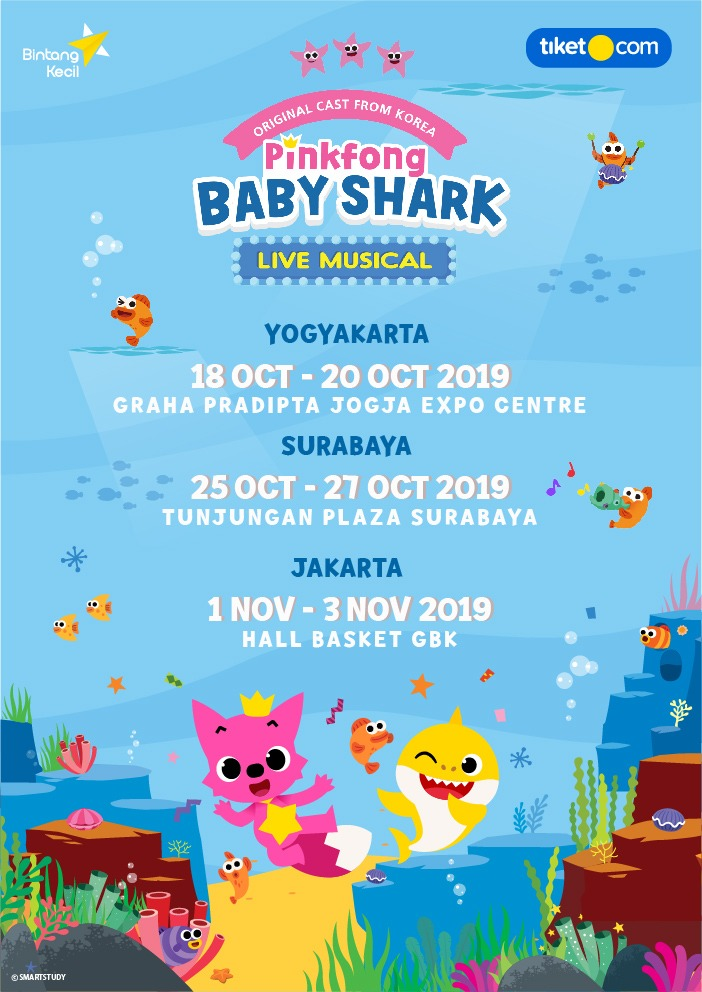 Bintang
Kecil
tiket.com
ORIGINAL CAST FROM KOREA
Pinkfong
BABY SHARK
LIVE MUSICAL
YOGYAKARTA
18 OCT - 20 OCT 2019
GRAHA PRADIPTA JOGJA EXPO CENTRE
SURABAYA
25 OCT - 27 OCT 2019
TUNJUNGAN PLAZA SURABAYA
JAKARTA
1 NOV - 3 NOV 2019
HALL BASKET GBK
© SMARTSTUDY